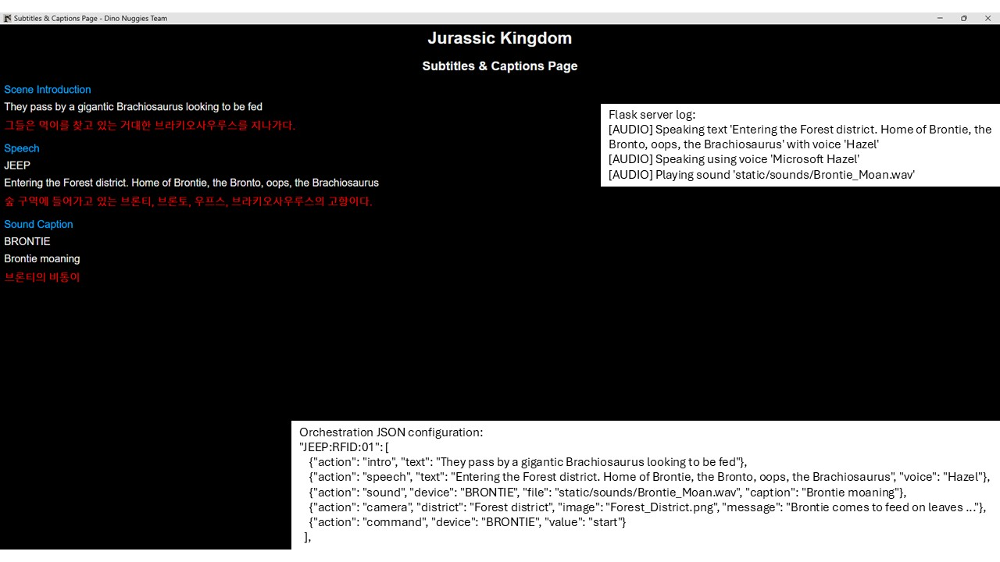 Subtitles & Captions Page - Dino Nuggies Team
Jurassic Kingdom
Subtitles & Captions Page
Scene Introduction
They pass by a gigantic Brachiosaurus looking to be fed
그들은 먹이를 찾고 있는 거대한 브라키오사우루스를 지나가다.
Speech
JEEP
Entering the Forest district. Home of Brontie, the Bronto, oops, the Brachiosaurus
숲 구역에 들어가고 있는 브론티, 브론토, 우프스, 브라키오사우루스의 고향이다.
Sound Caption
BRONTIE
Brontie moaning
브론티의 비통이
Flask server log:
[AUDIO] Speaking text 'Entering the Forest district. Home of Brontie, the
Bronto, oops, the Brachiosaurus' with voice 'Hazel'
[AUDIO] Speaking using voice 'Microsoft Hazel'
[AUDIO] Playing sound 'static/sounds/Brontie_Moan.wav'
Orchestration JSON configuration:
"JEEP:RFID:01": [
{"action": "intro", "text": "They pass by a gigantic Brachiosaurus looking to be fed"},
{"action": "speech", "text": "Entering the Forest district. Home of Brontie, the Bronto, oops, the Brachiosaurus", "voice": "Hazel"},
{"action": "sound", "device": "BRONTIE", "file": "static/sounds/Brontie_Moan.wav", "caption": "Brontie moaning"},
{"action": "camera", "district": "Forest district", "image": "Forest_District.png", "message": "Brontie comes to feed on leaves ..."},
{"action": "command", "device": "BRONTIE", "value": "start"}
],